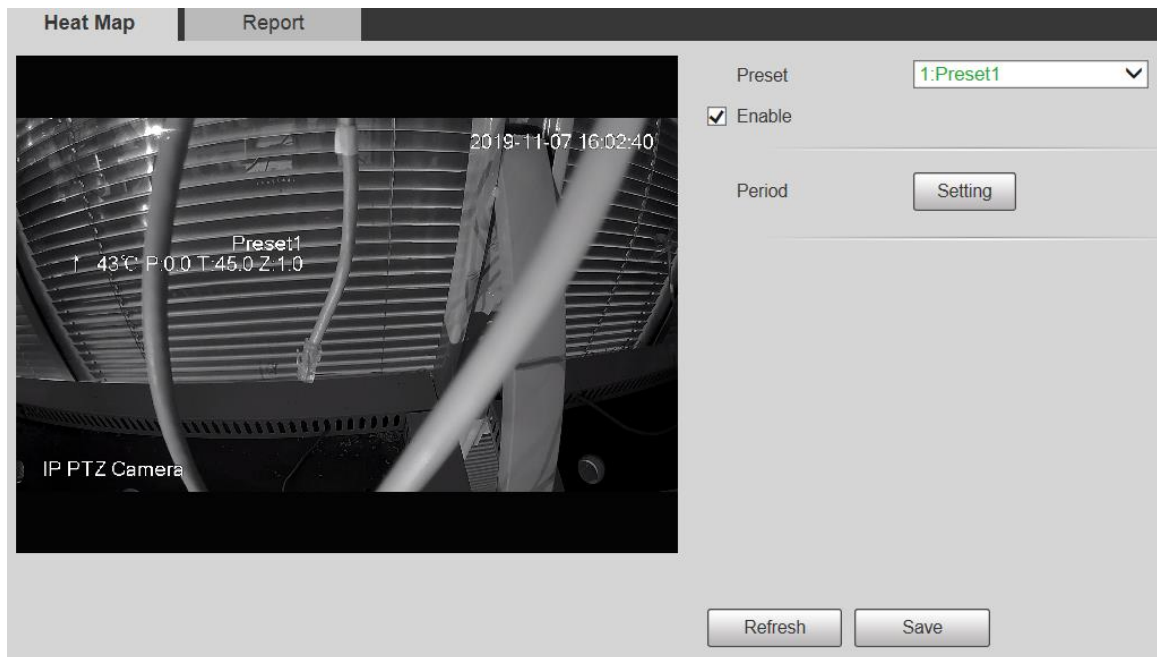 Heat Map
Report
2019-11-07 16:02:40
Preset1
↑ 43℃ P:0.0 T:45.0 Z:1.0
IP PTZ Camera
Preset
1:Preset1
Enable
Period
Setting
Refresh
Save